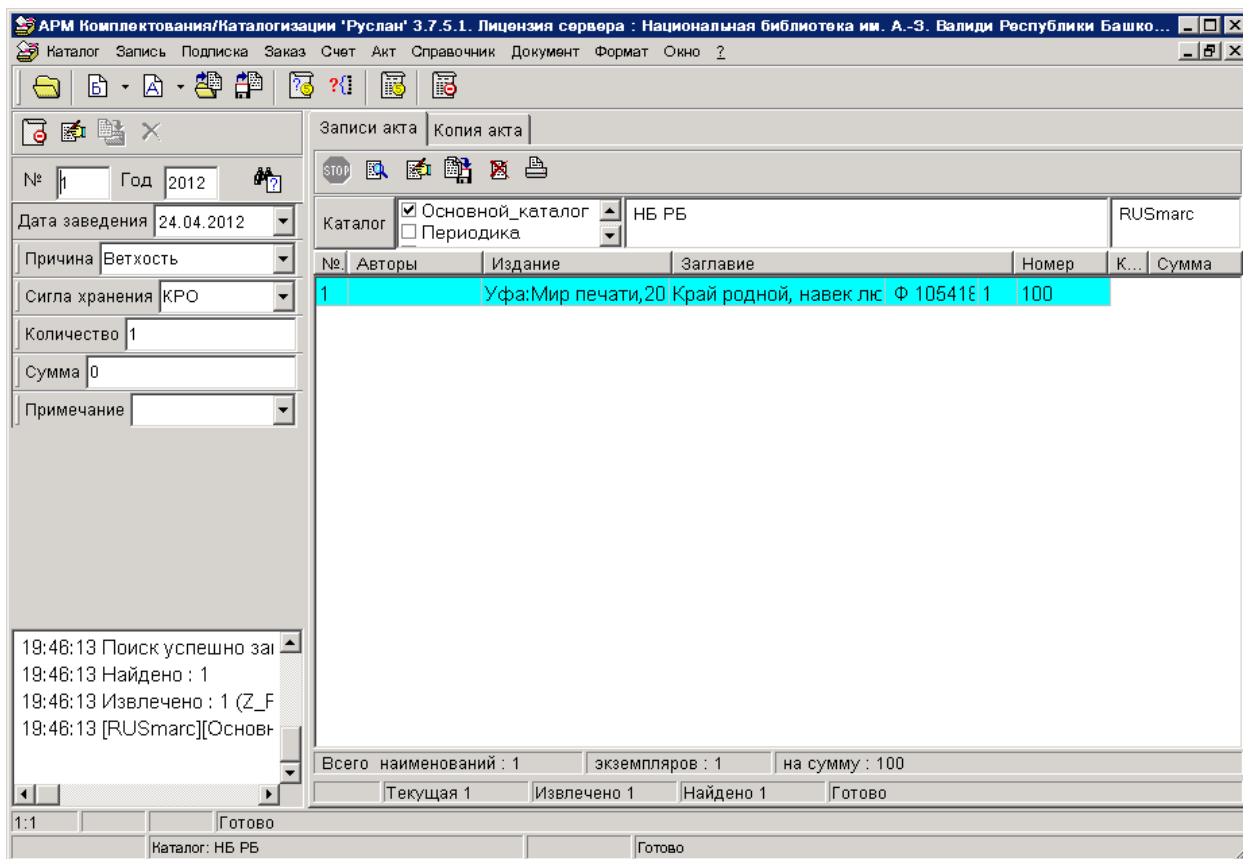 АРМ Комплектования/Каталогизации 'Руслан' 3.7.5.1. Лицензия сервера : Национальная библиотека им. А.-З. Валиди Республики Башко...
Каталог Запись Подписка Заказ Счет Акт Справочник Документ Формат Окно ?
Б А ? ?{
Записи акта Копия акта
STOP
№ 1 Год 2012 ?
Каталог Основной_каталог НБ РБ RUSmarc
Периодика
Дата заведения 24.04.2012
Причина Ветхость
№. Авторы Издание Заглавие Номер К... Сумма
Сигла хранения КРО
1 Уфа:Мир печати,20 Край родной, навек лю Ф 105418 1 100
Количество 1
Сумма 0
Примечание
19:46:13 Поиск успешно за
19:46:13 Найдено : 1
19:46:13 Извлечено : 1 (Z_F
19:46:13 [RUSmarc][Основн
Всего наименований : 1 экземпляров : 1 на сумму : 100
Текущая 1 Извлечено 1 Найдено 1 Готово
1:1 Готово
Каталог: НБ РБ Готово